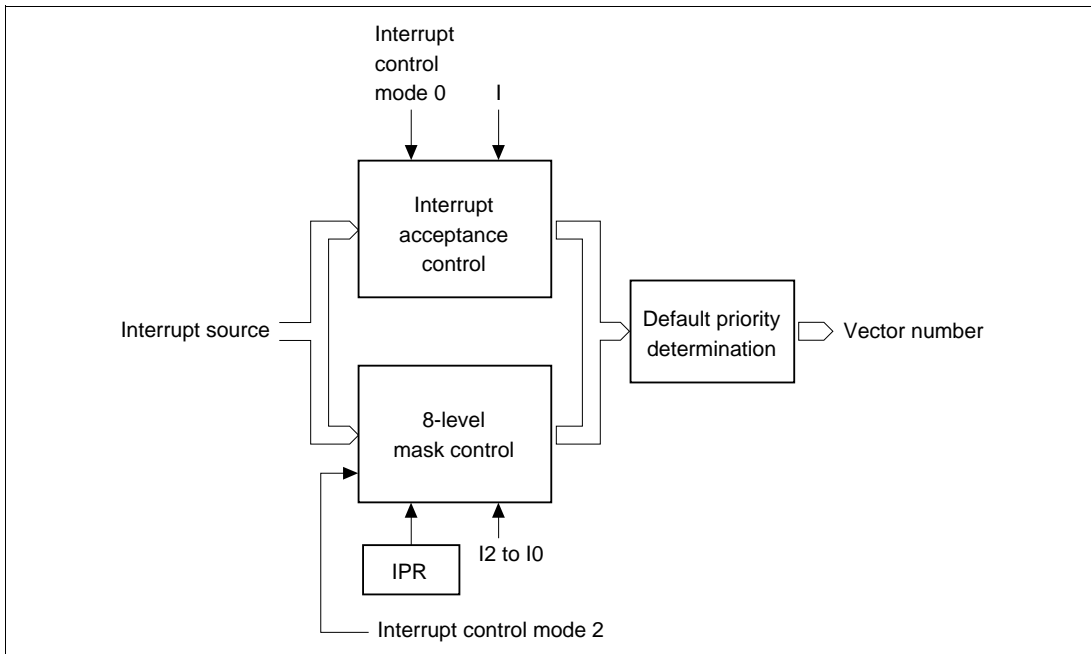 Interrupt
control
mode 0
I
Interrupt
acceptance
control
Interrupt source
Default priority
determination
Vector number
8-level
mask control
I2 to I0
IPR
Interrupt control mode 2